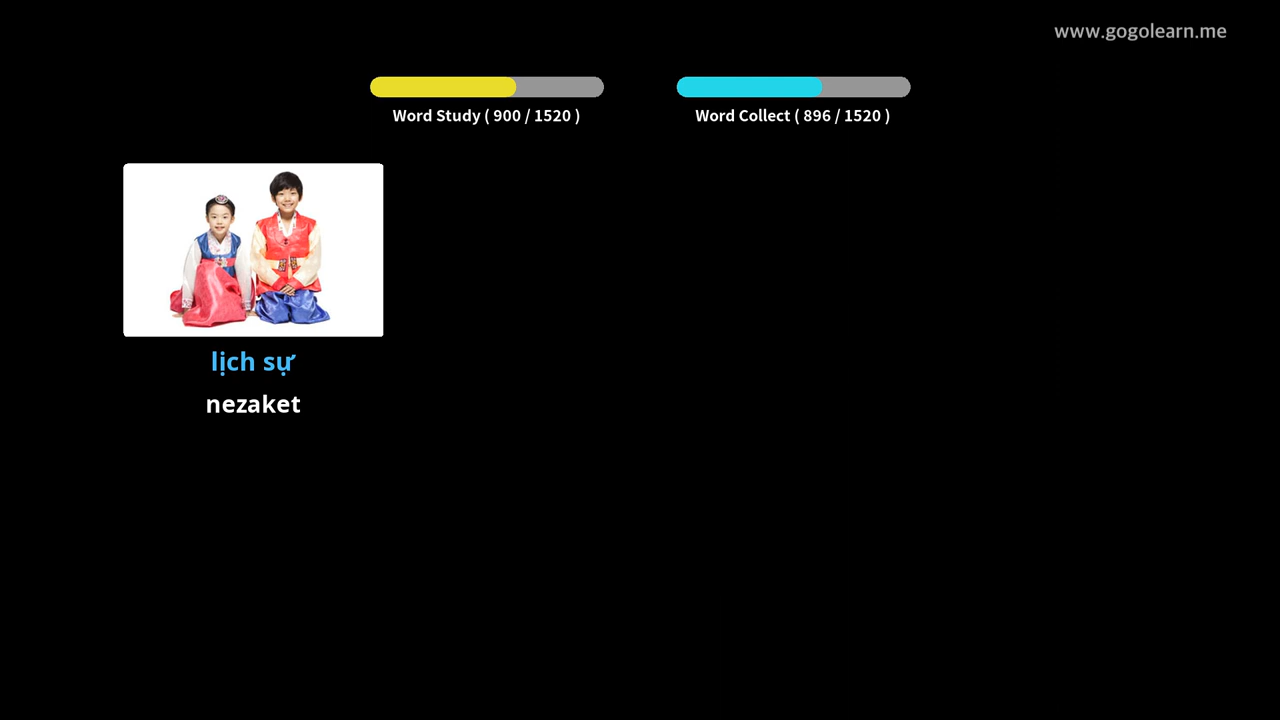 www.gogolearn.me
Word Study ( 900 / 1520 )
Word Collect ( 896 / 1520 )
lịch sự
nezaket